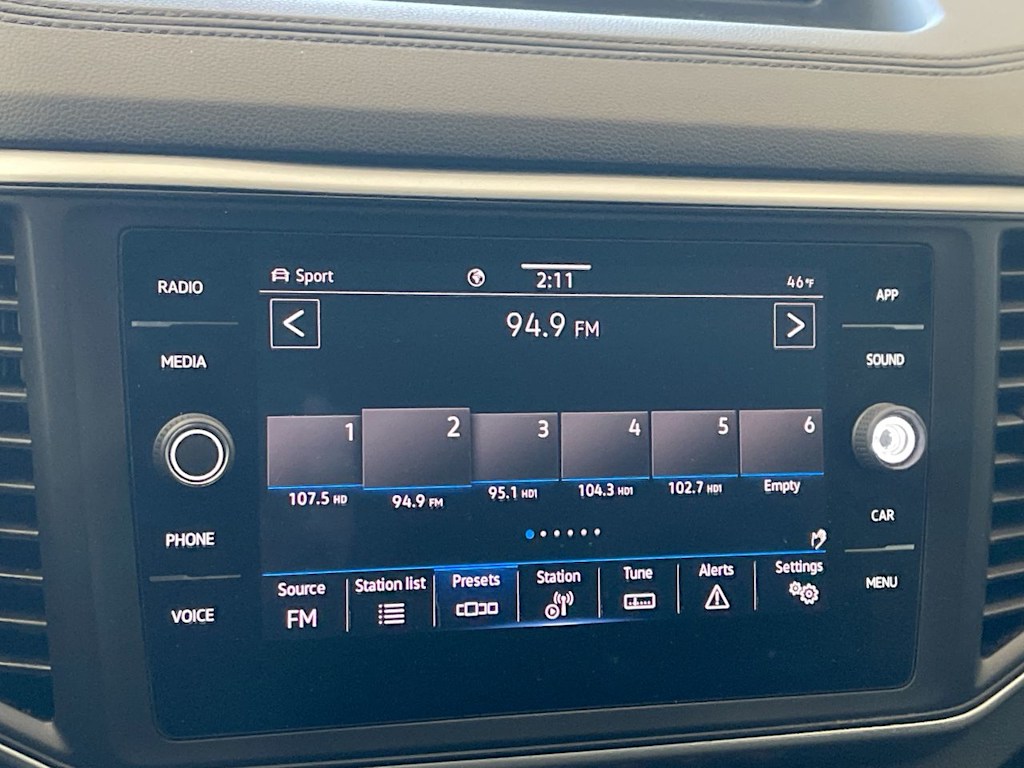 RADIO
MEDIA
PHONE
VOICE
Sport
2:11
46°F
94.9 FM
1
2
3
4
5
6
107.5 HD
94.9 FM
95.1 HD1
104.3 HD1
102.7 HD1
Empty
Source
FM
Station list
Presets
Station
Tune
Alerts
Settings
APP
SOUND
CAR
MENU